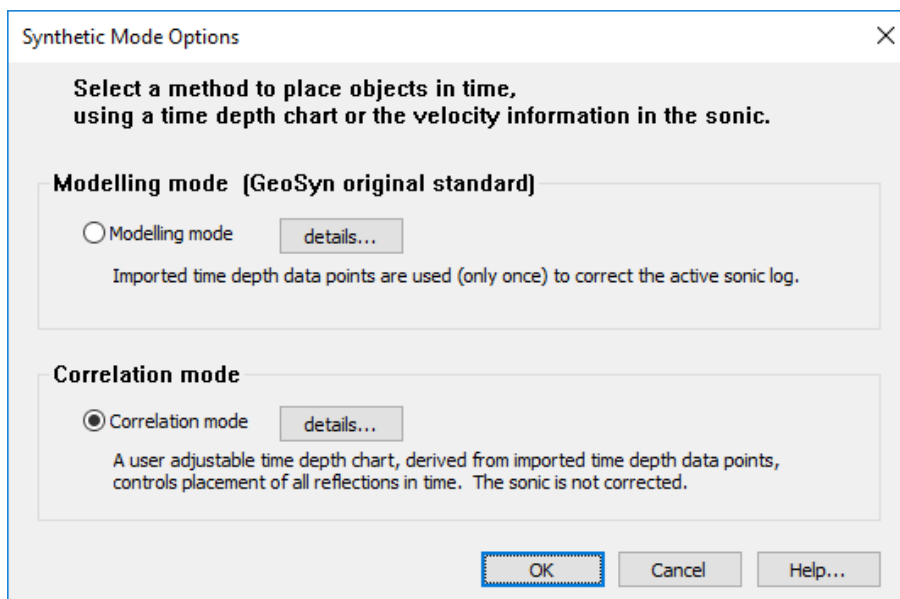 Synthetic Mode Options
Select a method to place objects in time,
using a time depth chart or the velocity information in the sonic.
Modelling mode (GeoSyn original standard)
Modelling mode
details...
Imported time depth data points are used (only once) to correct the active sonic log.
Correlation mode
Correlation mode
details...
A user adjustable time depth chart, derived from imported time depth data points,
controls placement of all reflections in time. The sonic is not corrected.
OK
Cancel
Help...